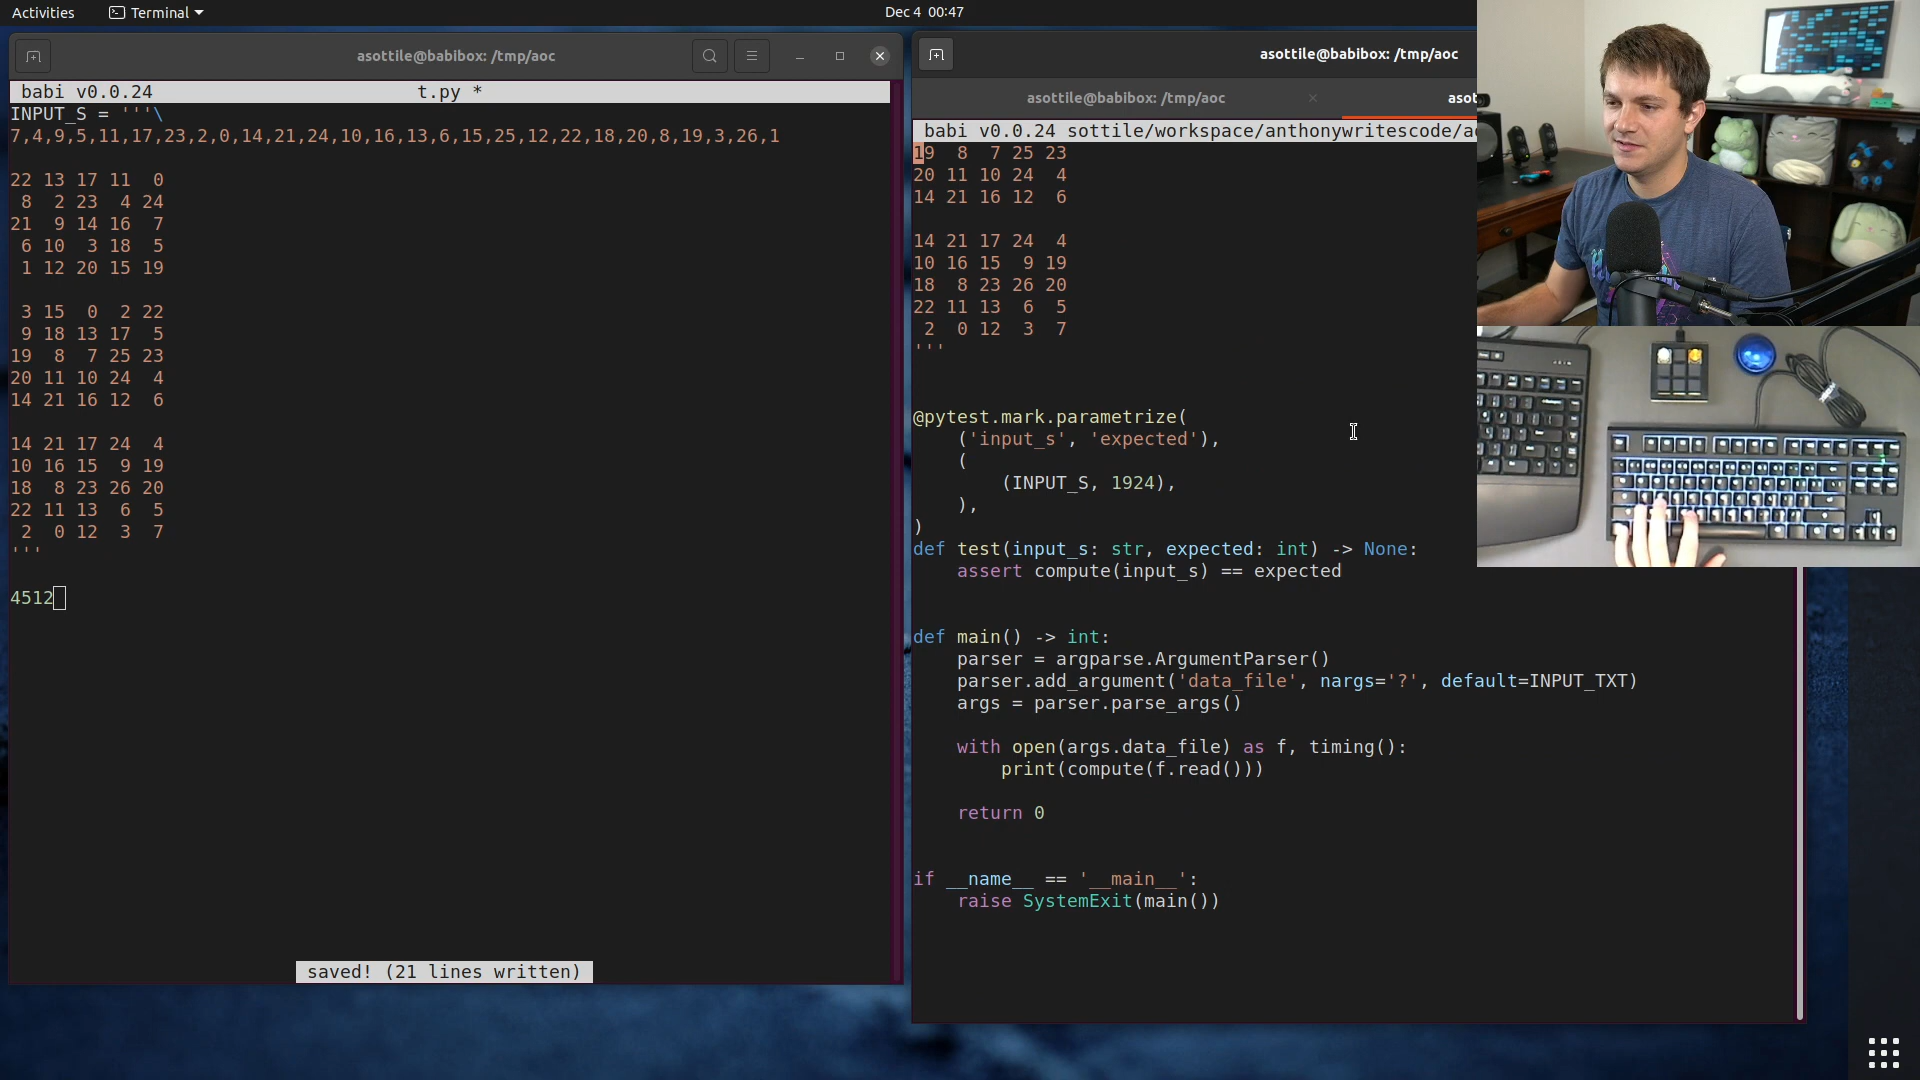 Activities
Terminal
Dec 4 00:47
asottile@babibox: /tmp/aoc
babi v0.0.24 t.py *
INPUT_S = '''\
7,4,9,5,11,17,23,2,0,14,21,24,10,16,13,6,15,25,12,22,18,20,8,19,3,26,1
22 13 17 11  0
 8  2 23  4 24
21  9 14 16  7
 6 10  3 18  5
 1 12 20 15 19
 3 15  0  2 22
 9 18 13 17  5
19  8  7 25 23
20 11 10 24  4
14 21 16 12  6
14 21 17 24  4
10 16 15  9 19
18  8 23 26 20
22 11 13  6  5
 2  0 12  3  7
'''
4512
saved! (21 lines written)
asottile@babibox: /tmp/aoc
asottile@babibox: /tmp/aoc
asot
babi v0.0.24 sottile/workspace/anthonywritescode/ad
19  8  7 25 23
20 11 10 24  4
14 21 16 12  6
14 21 17 24  4
10 16 15  9 19
18  8 23 26 20
22 11 13  6  5
 2  0 12  3  7
'''
@pytest.mark.parametrize(
    ('input_s', 'expected'),
    (
        (INPUT_S, 1924),
    ),
)
def test(input_s: str, expected: int) -> None:
    assert compute(input_s) == expected
def main() -> int:
    parser = argparse.ArgumentParser()
    parser.add_argument('data_file', nargs='?', default=INPUT_TXT)
    args = parser.parse_args()
    with open(args.data_file) as f, timing():
        print(compute(f.read()))
    return 0
if __name__ == '__main__':
    raise SystemExit(main())